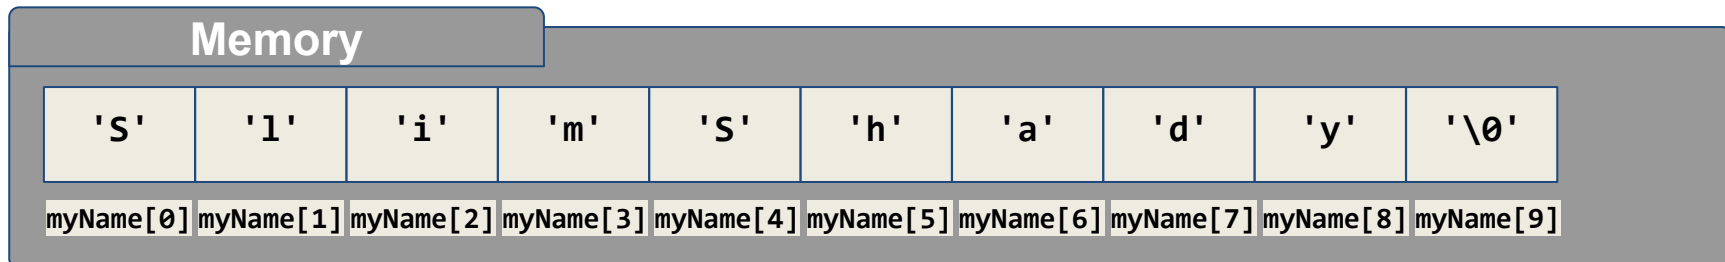 Memory
'S' 'l' 'i' 'm' 'S' 'h' 'a' 'd' 'y' '\0'
myName[0] myName[1] myName[2] myName[3] myName[4] myName[5] myName[6] myName[7] myName[8] myName[9]